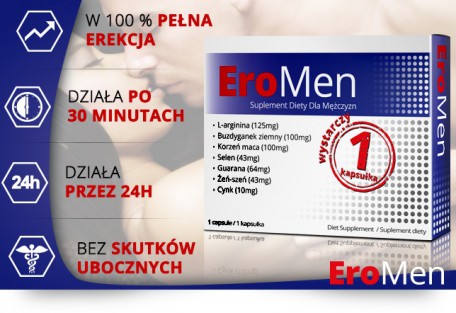 W 100 % PEŁNA
EREKCJA
DZIAŁA PO
30 MINUTACH
24h
DZIAŁA
PRZEZ 24H
BEZ SKUTKÓW
UBOCZNYCH
EroMen
Suplement Diety Dla Mężczyzn
• L-arginina (125mg)
• Buzdyganek ziemny (100mg)
• Korzeń maca (100mg)
• Selen (43mg)
• Guarana (64mg)
• Żeń-szeń (43mg)
• Cynk (10mg)
wystarczy
1
kapsułka
1 capsule / 1 kapsułka
Diet Supplement / Suplement diety
EroMen
EroMen